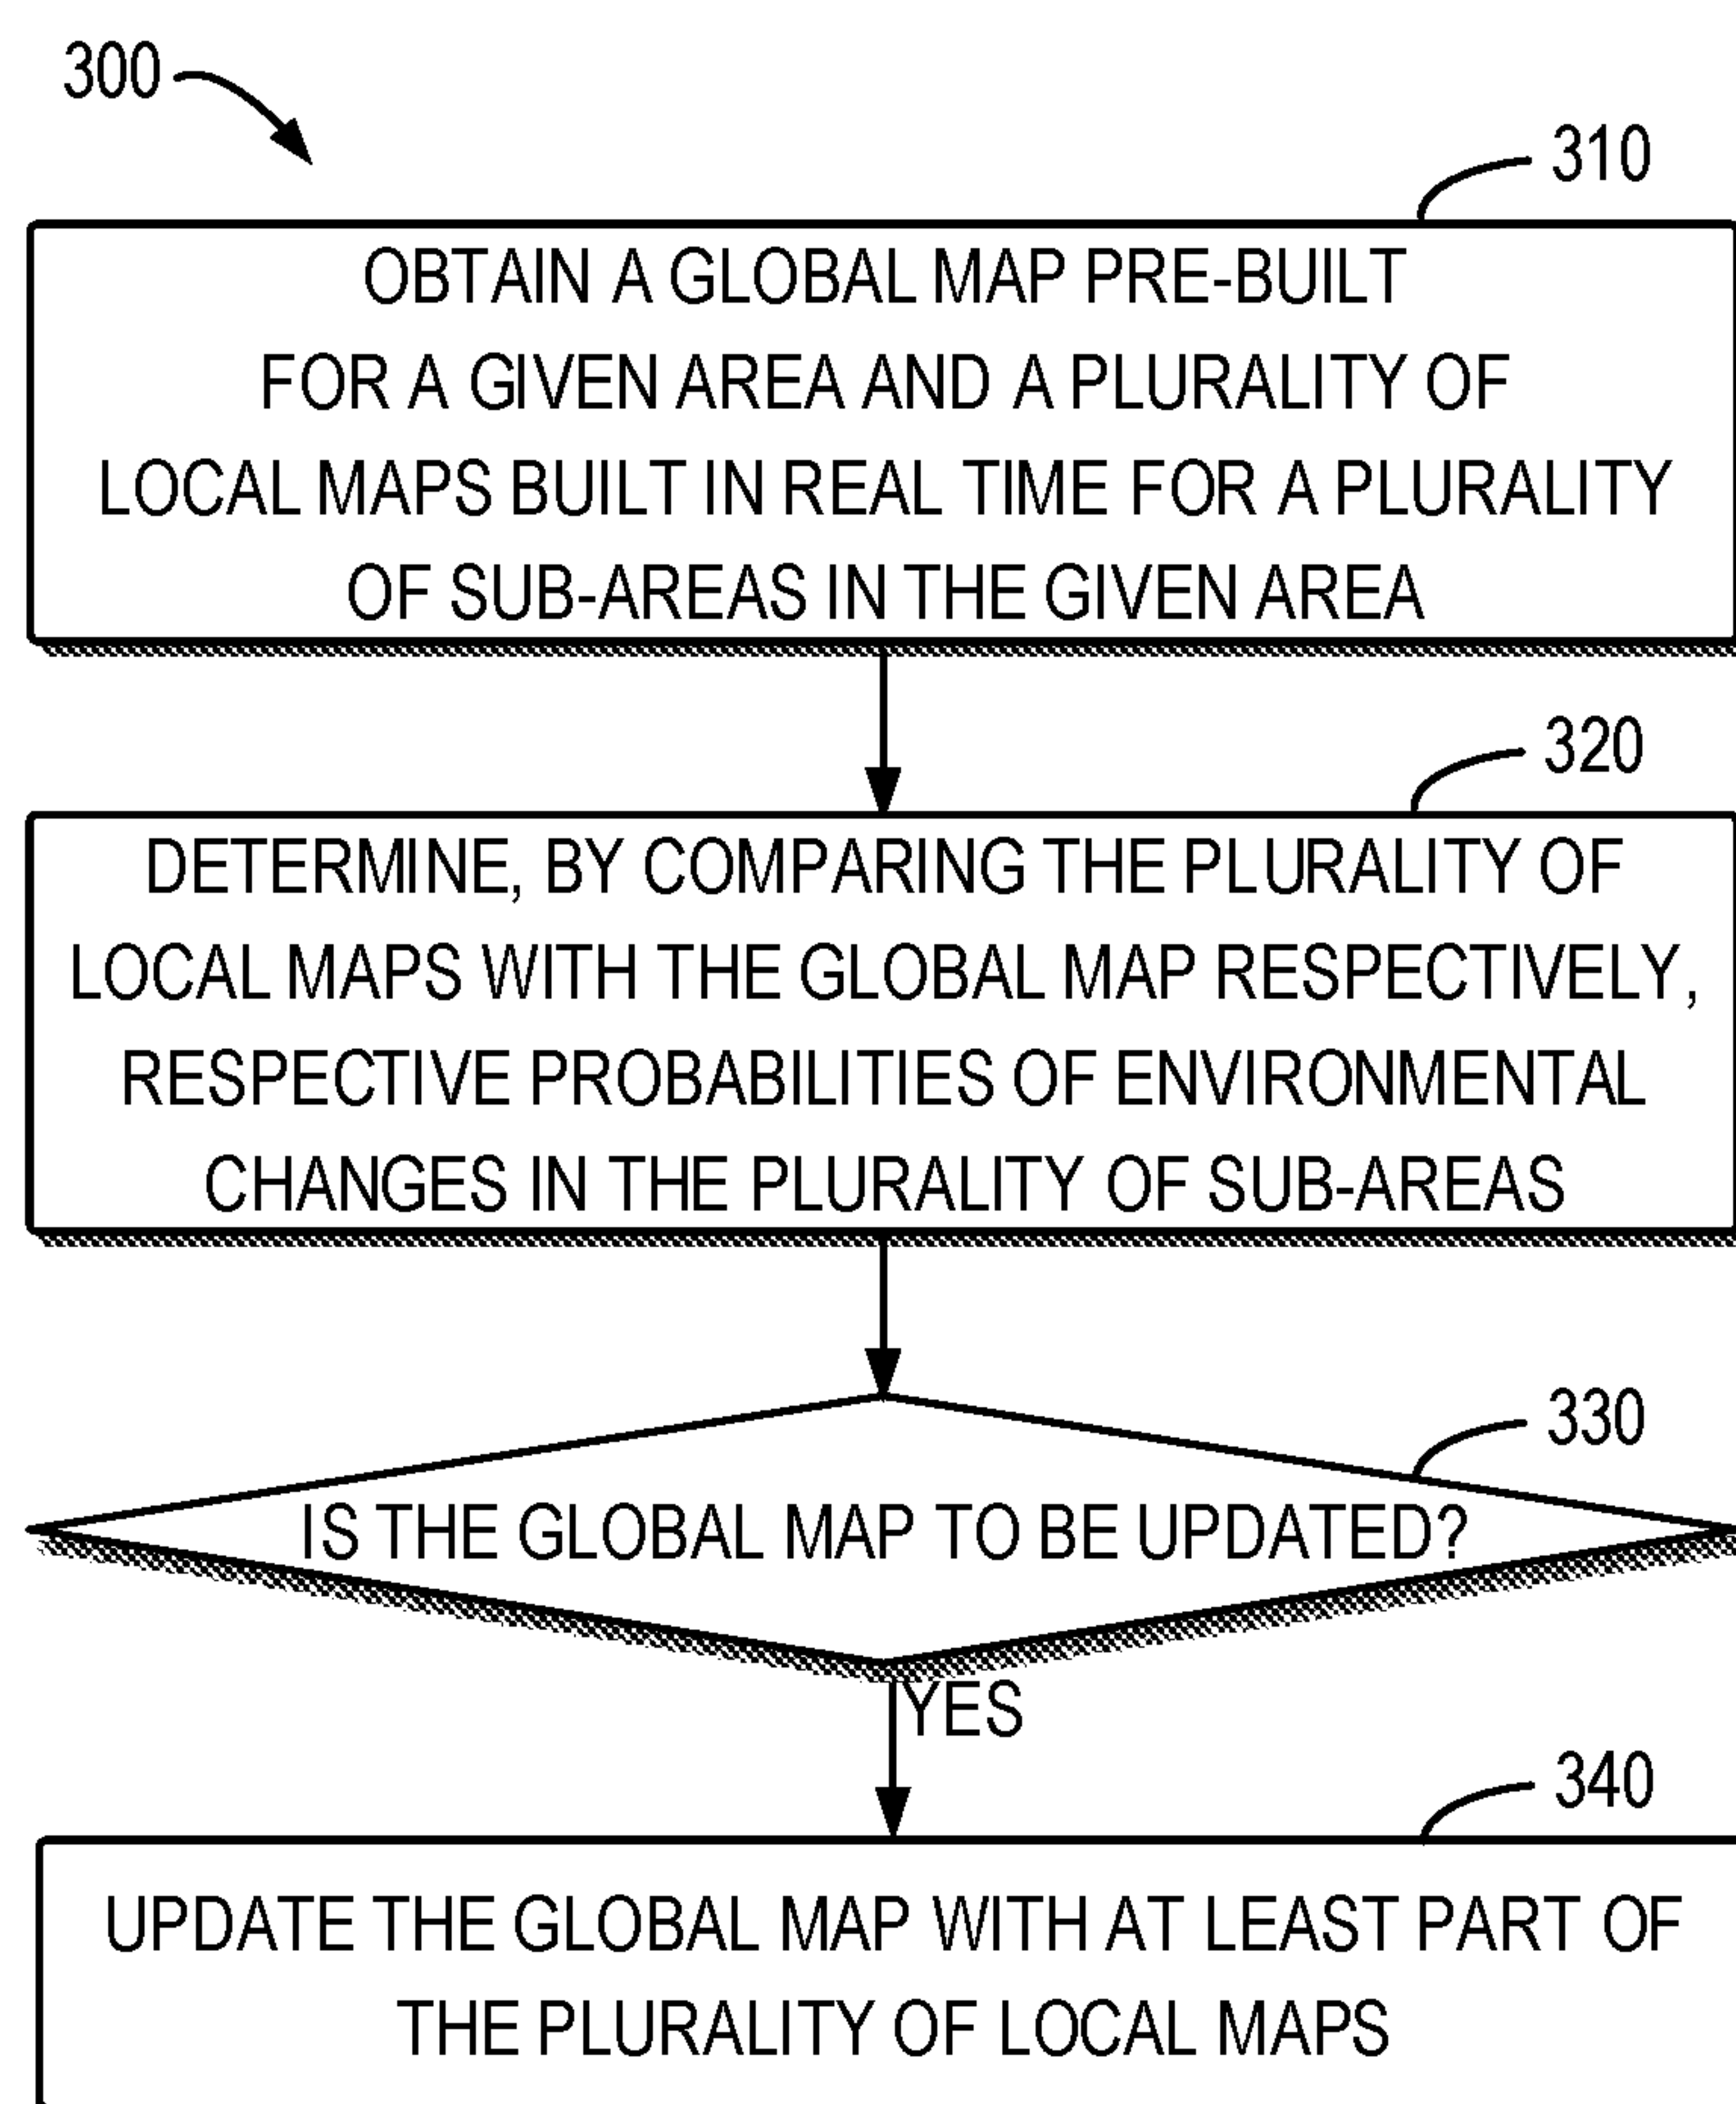 300
310
OBTAIN A GLOBAL MAP PRE-BUILT
FOR A GIVEN AREA AND A PLURALITY OF
LOCAL MAPS BUILT IN REAL TIME FOR A PLURALITY
OF SUB-AREAS IN THE GIVEN AREA
320
DETERMINE, BY COMPARING THE PLURALITY OF
LOCAL MAPS WITH THE GLOBAL MAP RESPECTIVELY,
RESPECTIVE PROBABILITIES OF ENVIRONMENTAL
CHANGES IN THE PLURALITY OF SUB-AREAS
330
IS THE GLOBAL MAP TO BE UPDATED?
YES
340
UPDATE THE GLOBAL MAP WITH AT LEAST PART OF
THE PLURALITY OF LOCAL MAPS